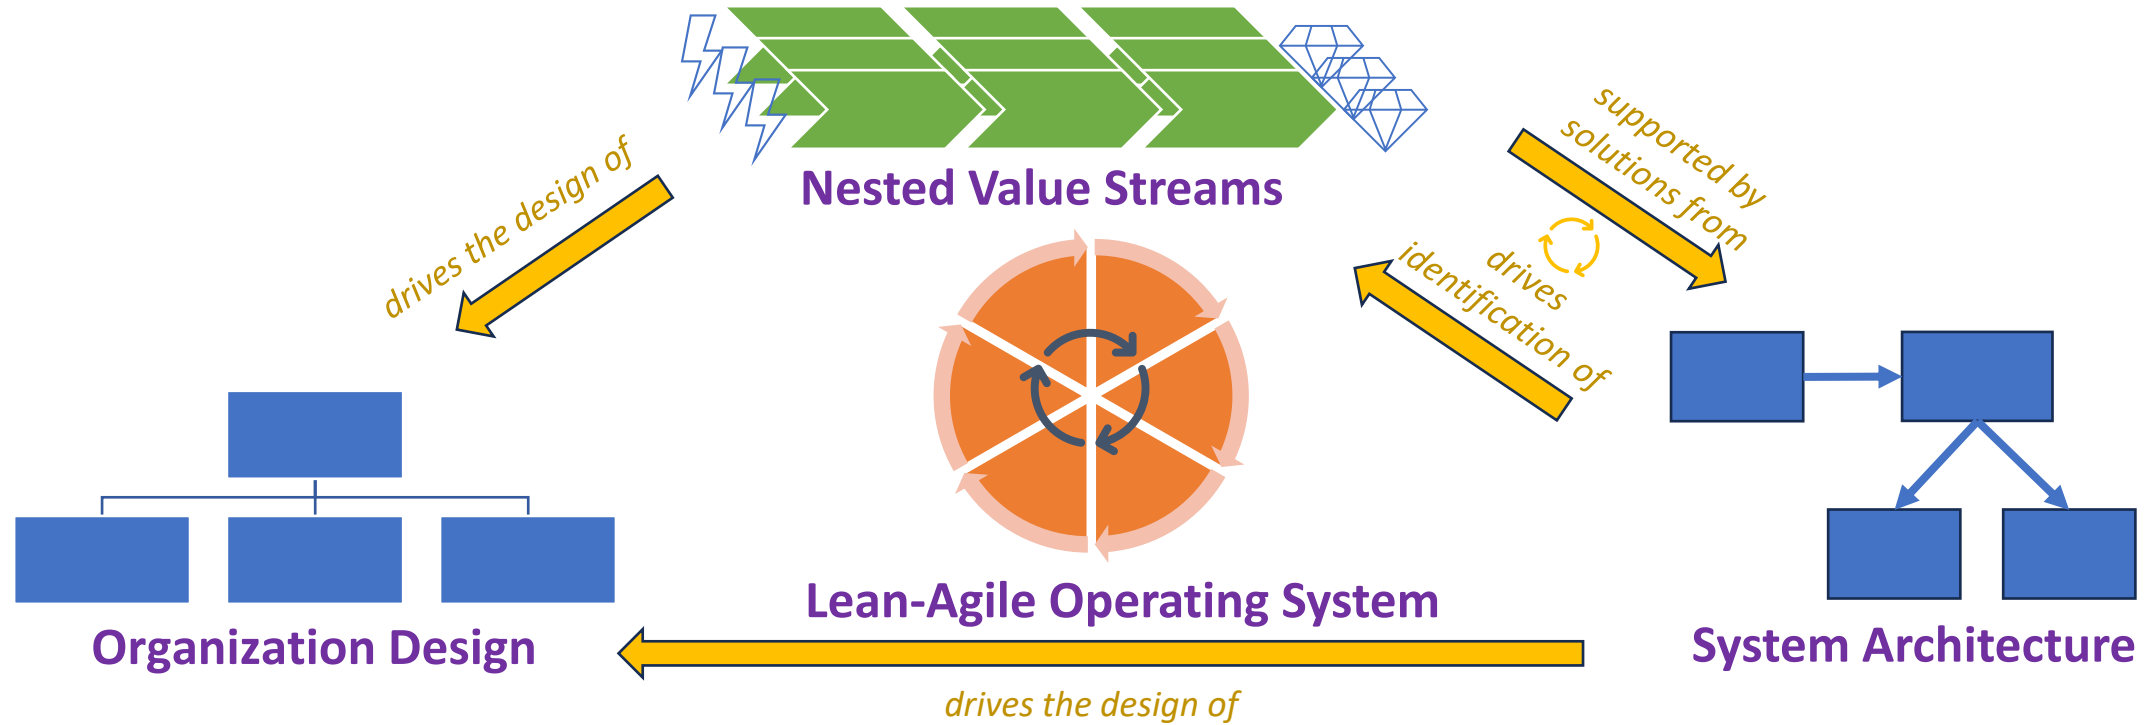 Nested Value Streams
drives the design of
supported by
solutions from
drives
identification of
Lean-Agile Operating System
Organization Design
System Architecture
drives the design of